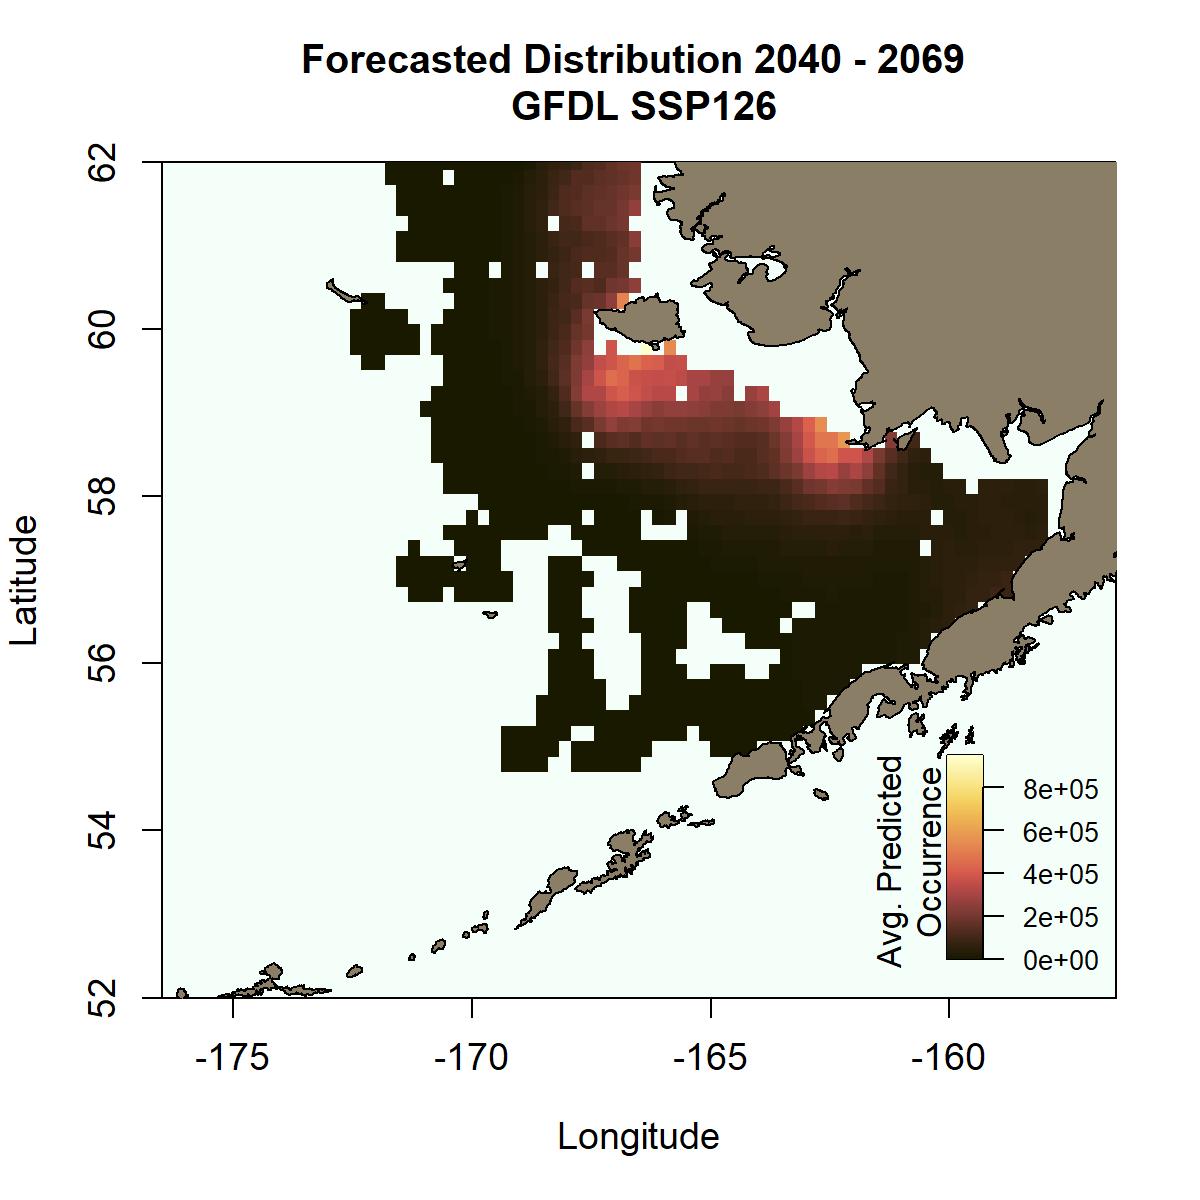 Forecasted Distribution 2040 - 2069
GFDL SSP126
62
60
58
56
54
52
Latitude
-175
-170
-165
-160
Longitude
Avg. Predicted
Occurrence
8e+05
6e+05
4e+05
2e+05
0e+00